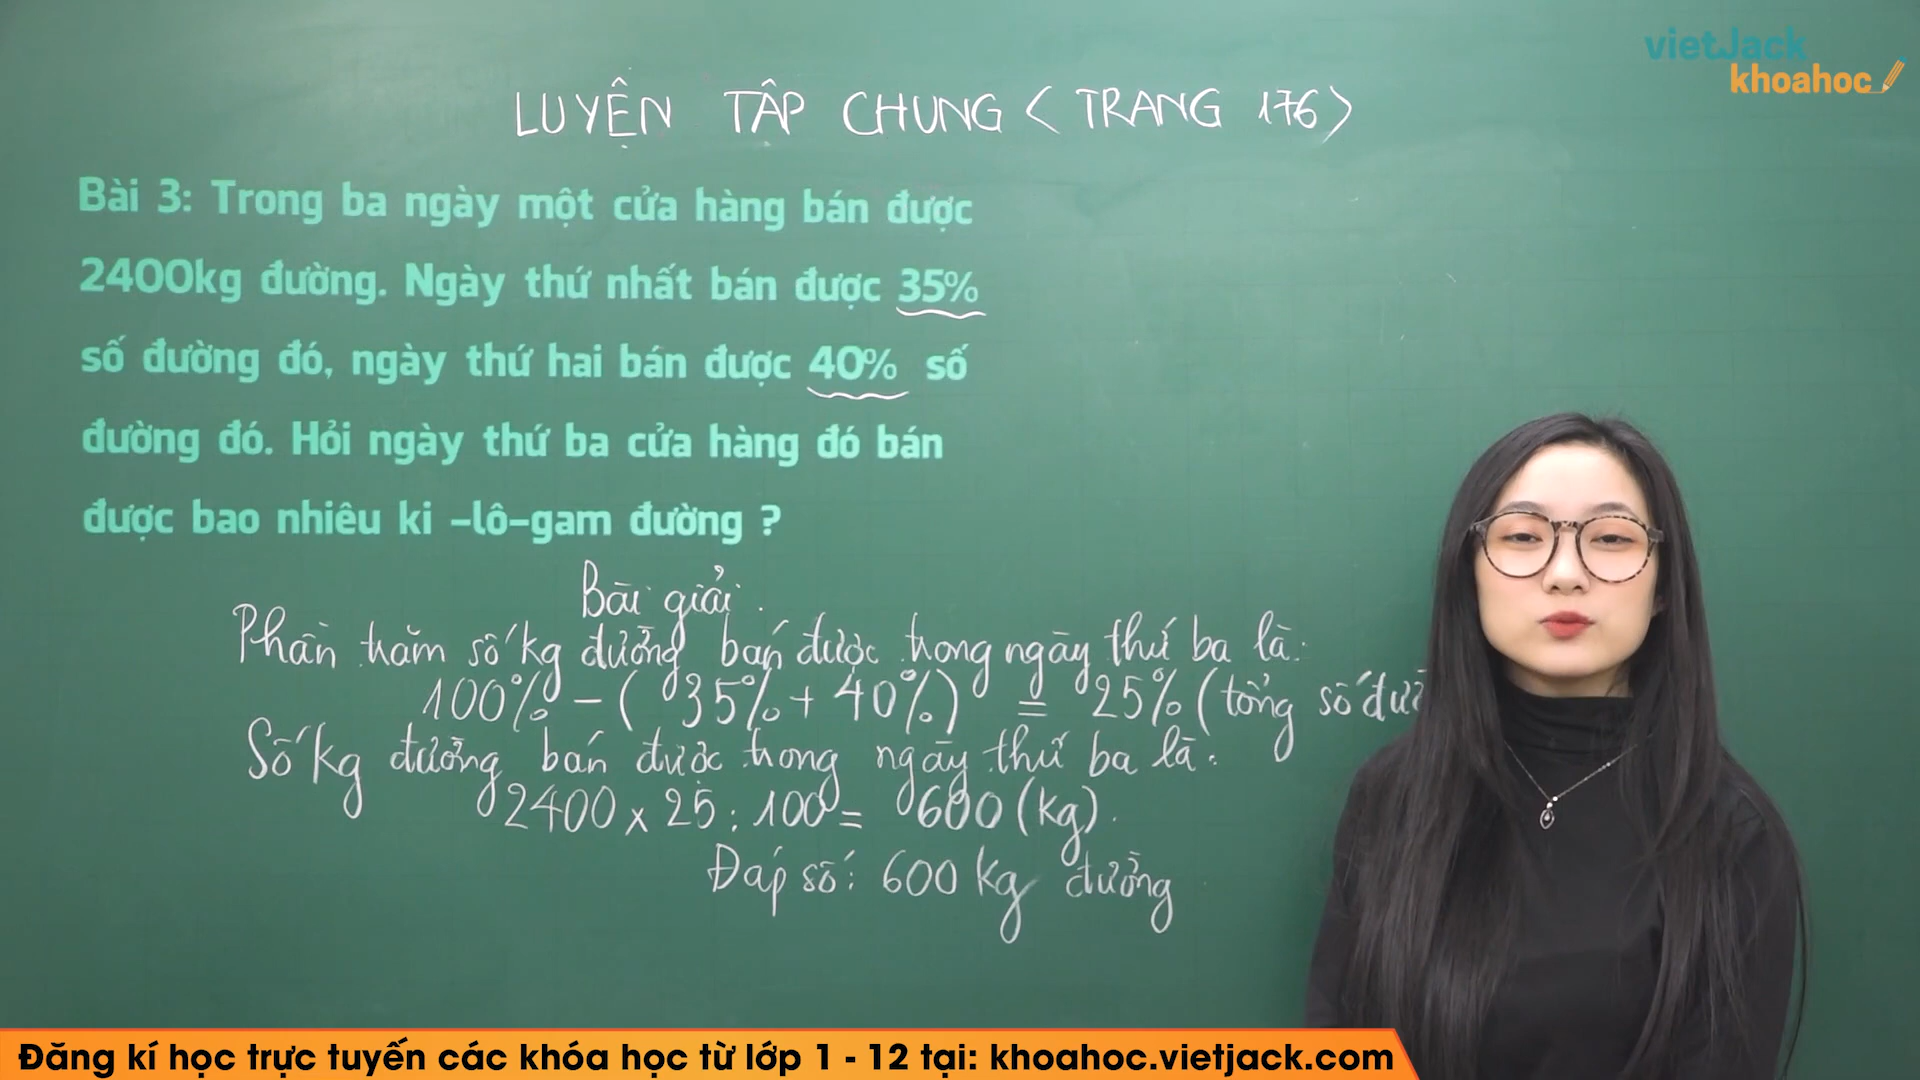 vietJack
khoahoc
LUYỆN TẬP CHUNG < TRANG 176 >
Bài 3: Trong ba ngày một cửa hàng bán được
2400kg đường. Ngày thứ nhất bán được 35%
số đường đó, ngày thứ hai bán được 40% số
đường đó. Hỏi ngày thứ ba cửa hàng đó bán
được bao nhiêu ki -lô-gam đường ?
Bài giải.
Phần trăm số kg đường bán được trong ngày thứ ba là:
100% - ( 35% + 40%) = 25% (tổng số
Số kg đường bán được trong ngày thứ ba là:
2400 x 25 : 100 = 600 (kg).
Đáp số: 600 kg đường
Đăng kí học trực tuyến các khóa học từ lớp 1 - 12 tại: khoahoc.vietjack.com